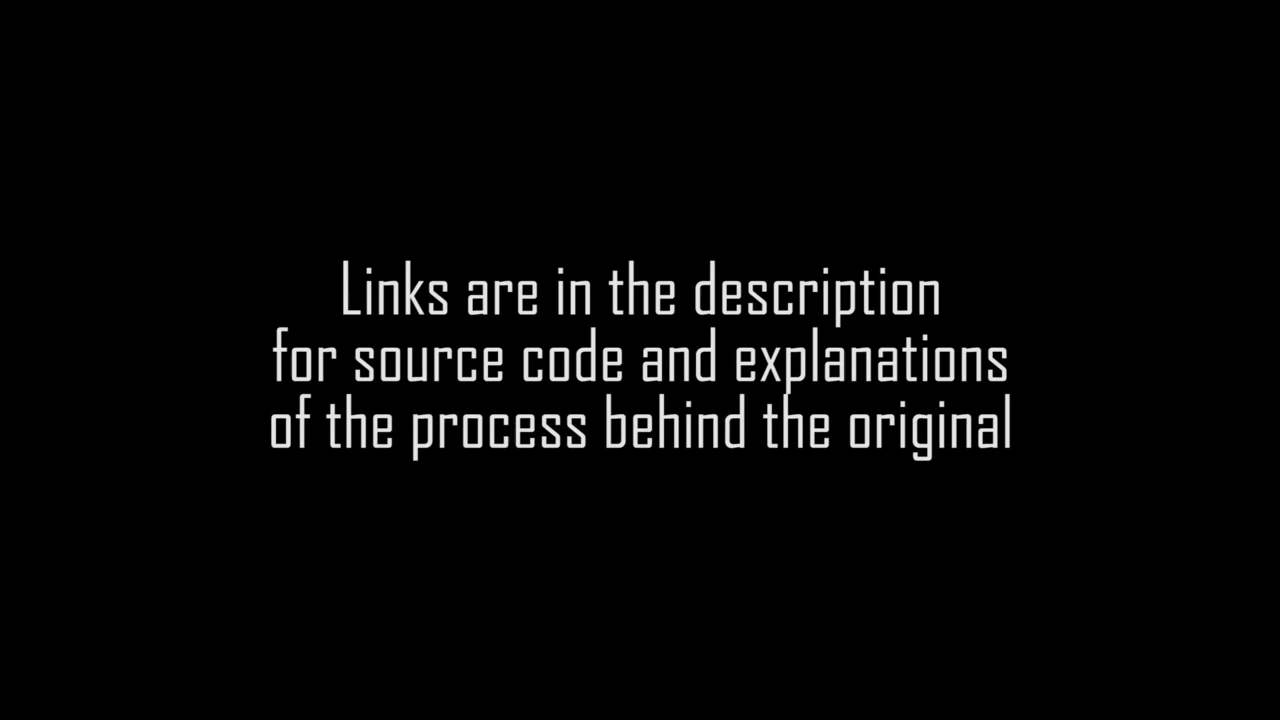 Links are in the description
for source code and explanations
of the process behind the original